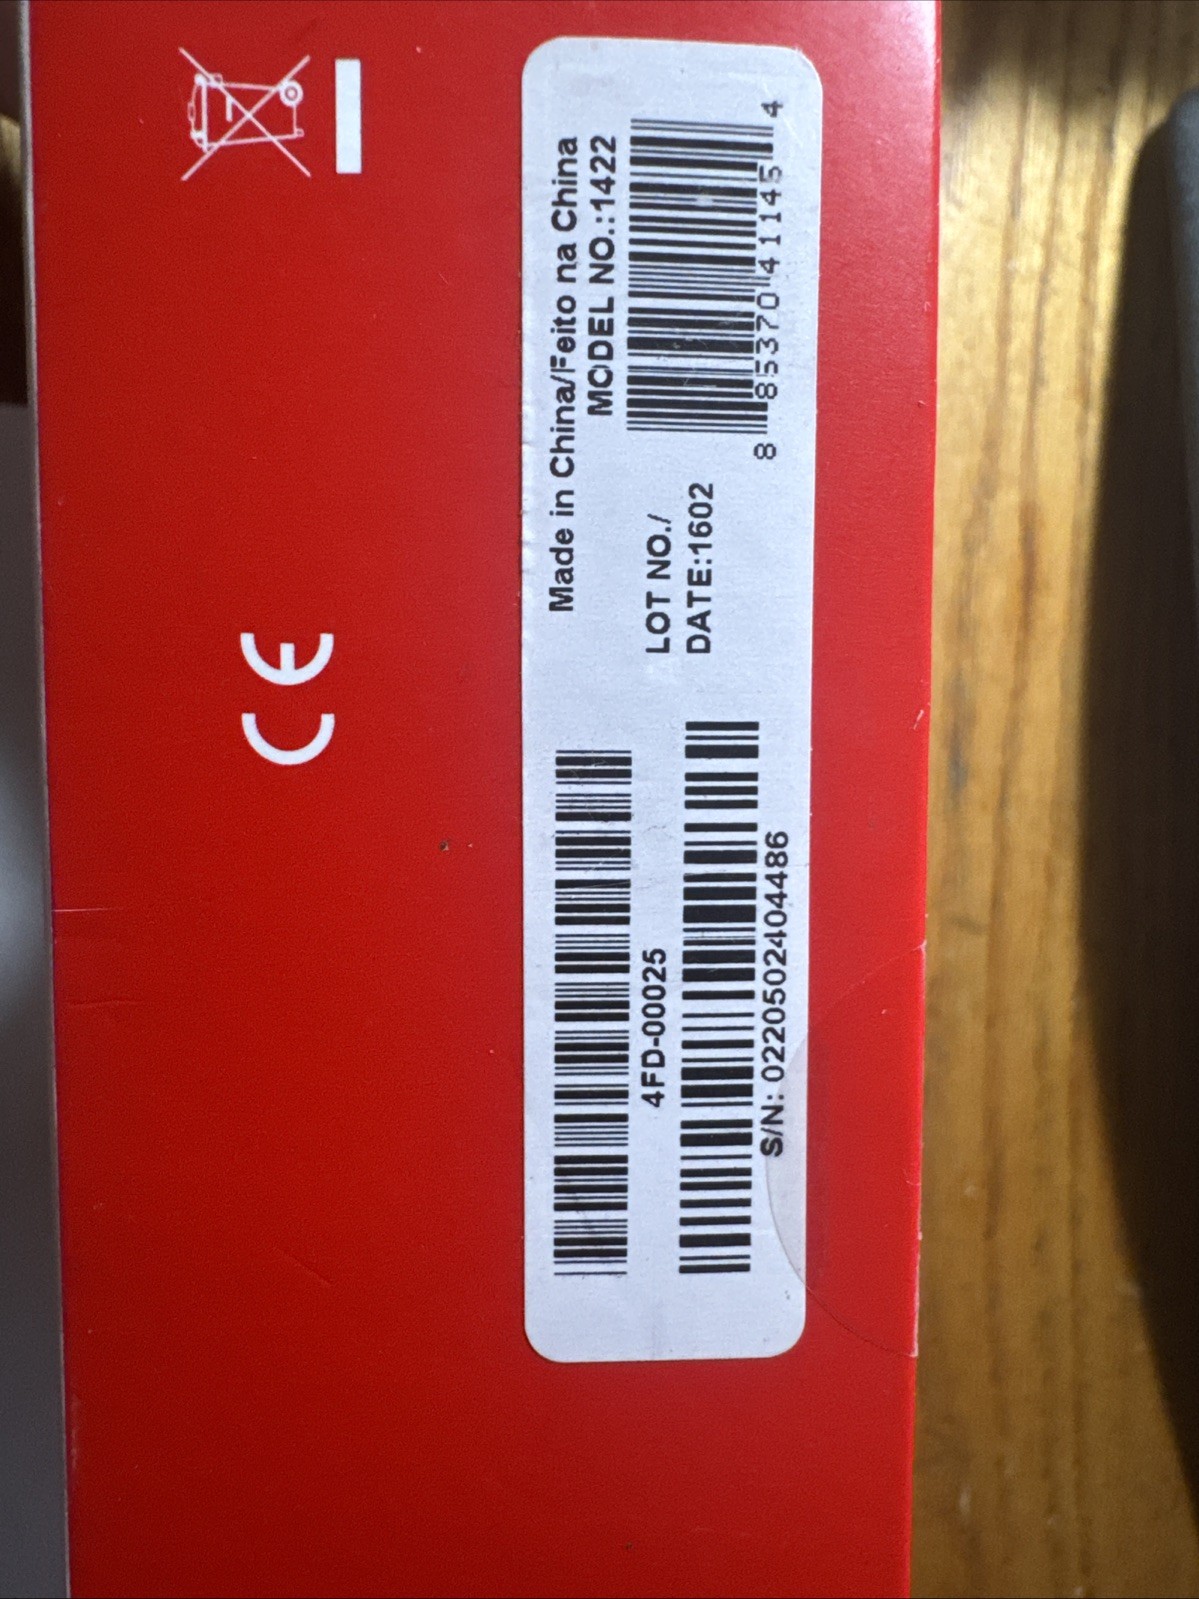 Made in China/Feito na China
MODEL NO.:1422
8 85370 41145 4
LOT NO./
DATE:1602
4FD-00025
S/N: 0220502404486
CE